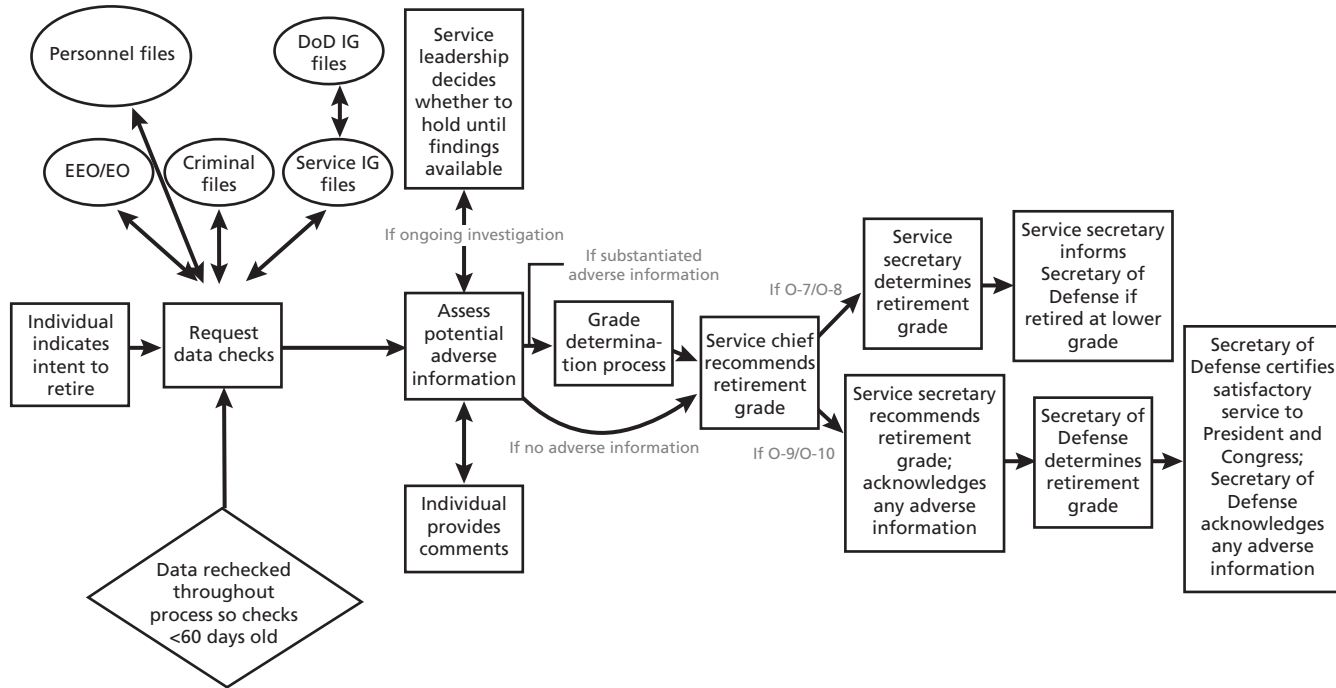 Personnel files
DoD IG
files
EEO/EO
Criminal
files
Service IG
files
Service
leadership
decides
whether to
hold until
findings
available
If ongoing investigation
If substantiated
adverse information
Individual
indicates
intent to
retire
Request
data checks
Assess
potential
adverse
information
Grade
determina-
tion process
Service chief
recommends
retirement
grade
If no adverse information
Individual
provides
comments
Data rechecked
throughout
process so checks
<60 days old
If O-7/O-8
Service
secretary
determines
retirement
grade
Service secretary
informs
Secretary of
Defense if
retired at lower
grade
If O-9/O-10
Service secretary
recommends
retirement
grade;
acknowledges
any adverse
information
Secretary of
Defense
determines
retirement
grade
Secretary of
Defense certifies
satisfactory
service to
President and
Congress;
Secretary of
Defense
acknowledges
any adverse
information